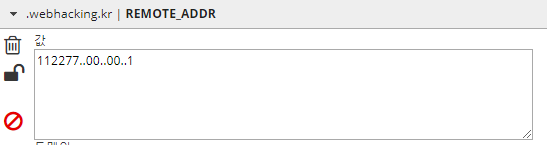 .webhacking.kr | REMOTE_ADDR
값
112277..00..00..1